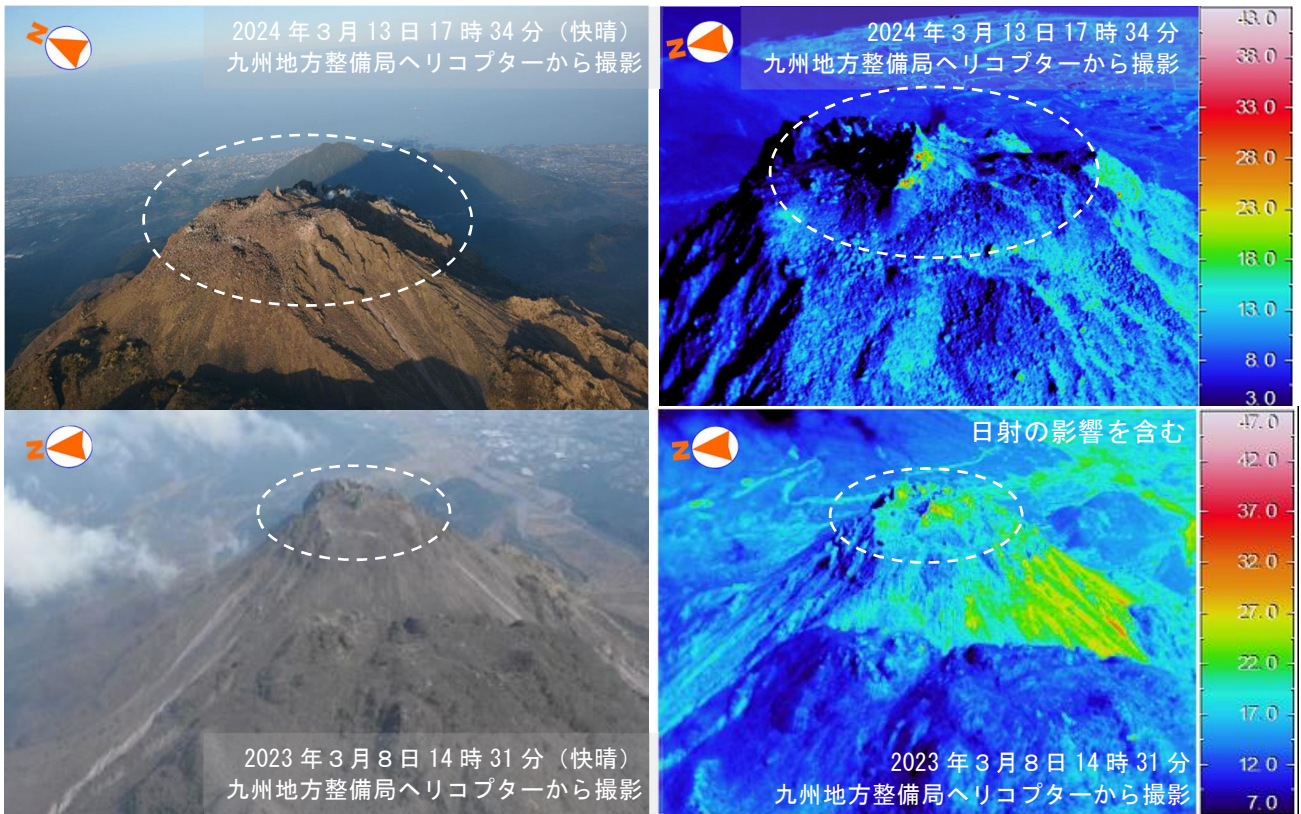 N
2024年3月13日17時34分（快晴）
九州地方整備局ヘリコプターから撮影
N
2024年3月13日17時34分
九州地方整備局ヘリコプターから撮影
43.0
38.0
33.0
28.0
23.0
18.0
13.0
8.0
3.0
N
2023年3月8日14時31分（快晴）
九州地方整備局ヘリコプターから撮影
N
日射の影響を含む
2023年3月8日14時31分
九州地方整備局ヘリコプターから撮影
47.0
42.0
37.0
32.0
27.0
22.0
17.0
12.0
7.0